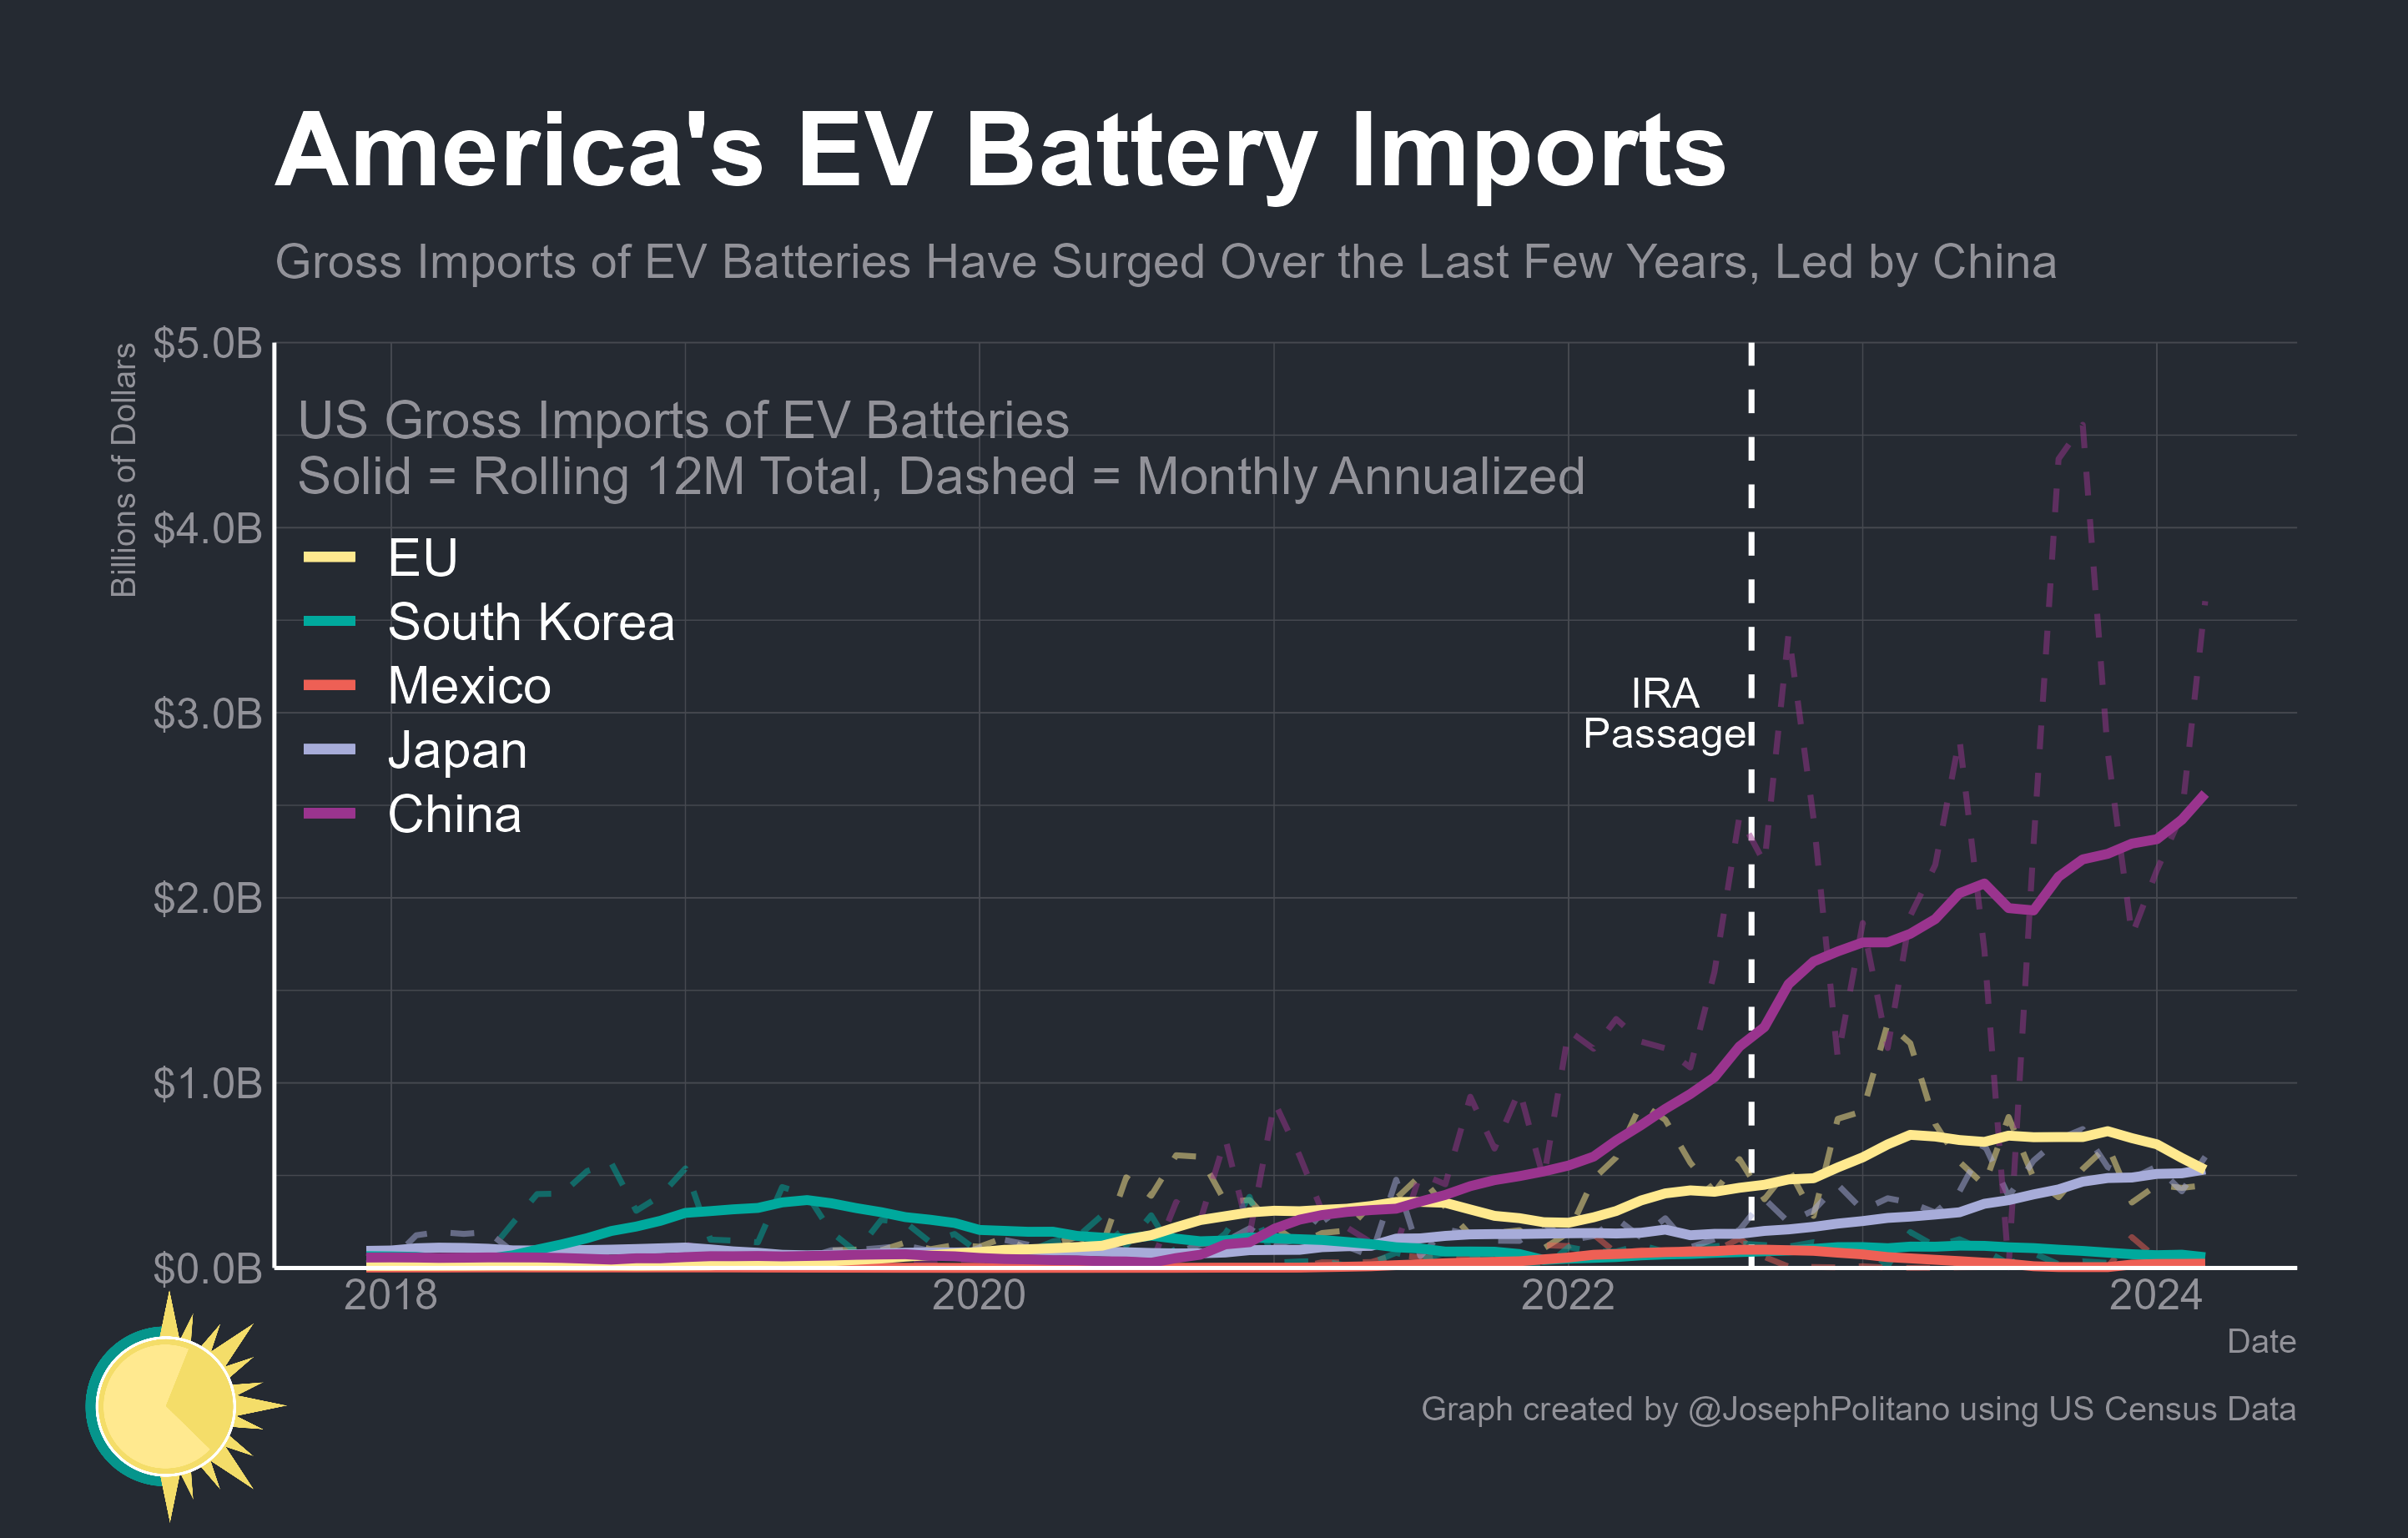 America's EV Battery Imports
Gross Imports of EV Batteries Have Surged Over the Last Few Years, Led by China
Billions of Dollars
$5.0B
$4.0B
$3.0B
$2.0B
$1.0B
$0.0B
US Gross Imports of EV Batteries
Solid = Rolling 12M Total, Dashed = Monthly Annualized
EU
South Korea
Mexico
Japan
China
IRA
Passage
2018
2020
2022
2024
Date
Graph created by @JosephPolitano using US Census Data